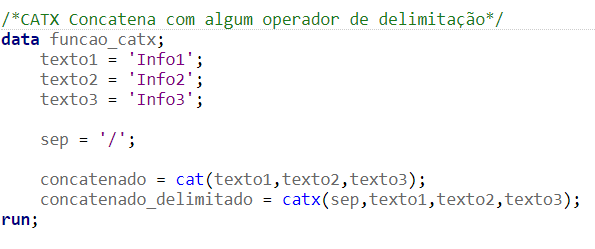 /*CATX Concatena com algum operador de delimitação*/
data funcao_catx;
    texto1 = 'Info1';
    texto2 = 'Info2';
    texto3 = 'Info3';

    sep = '/';

    concatenado = cat(texto1,texto2,texto3);
    concatenado_delimitado = catx(sep,texto1,texto2,texto3);
run;